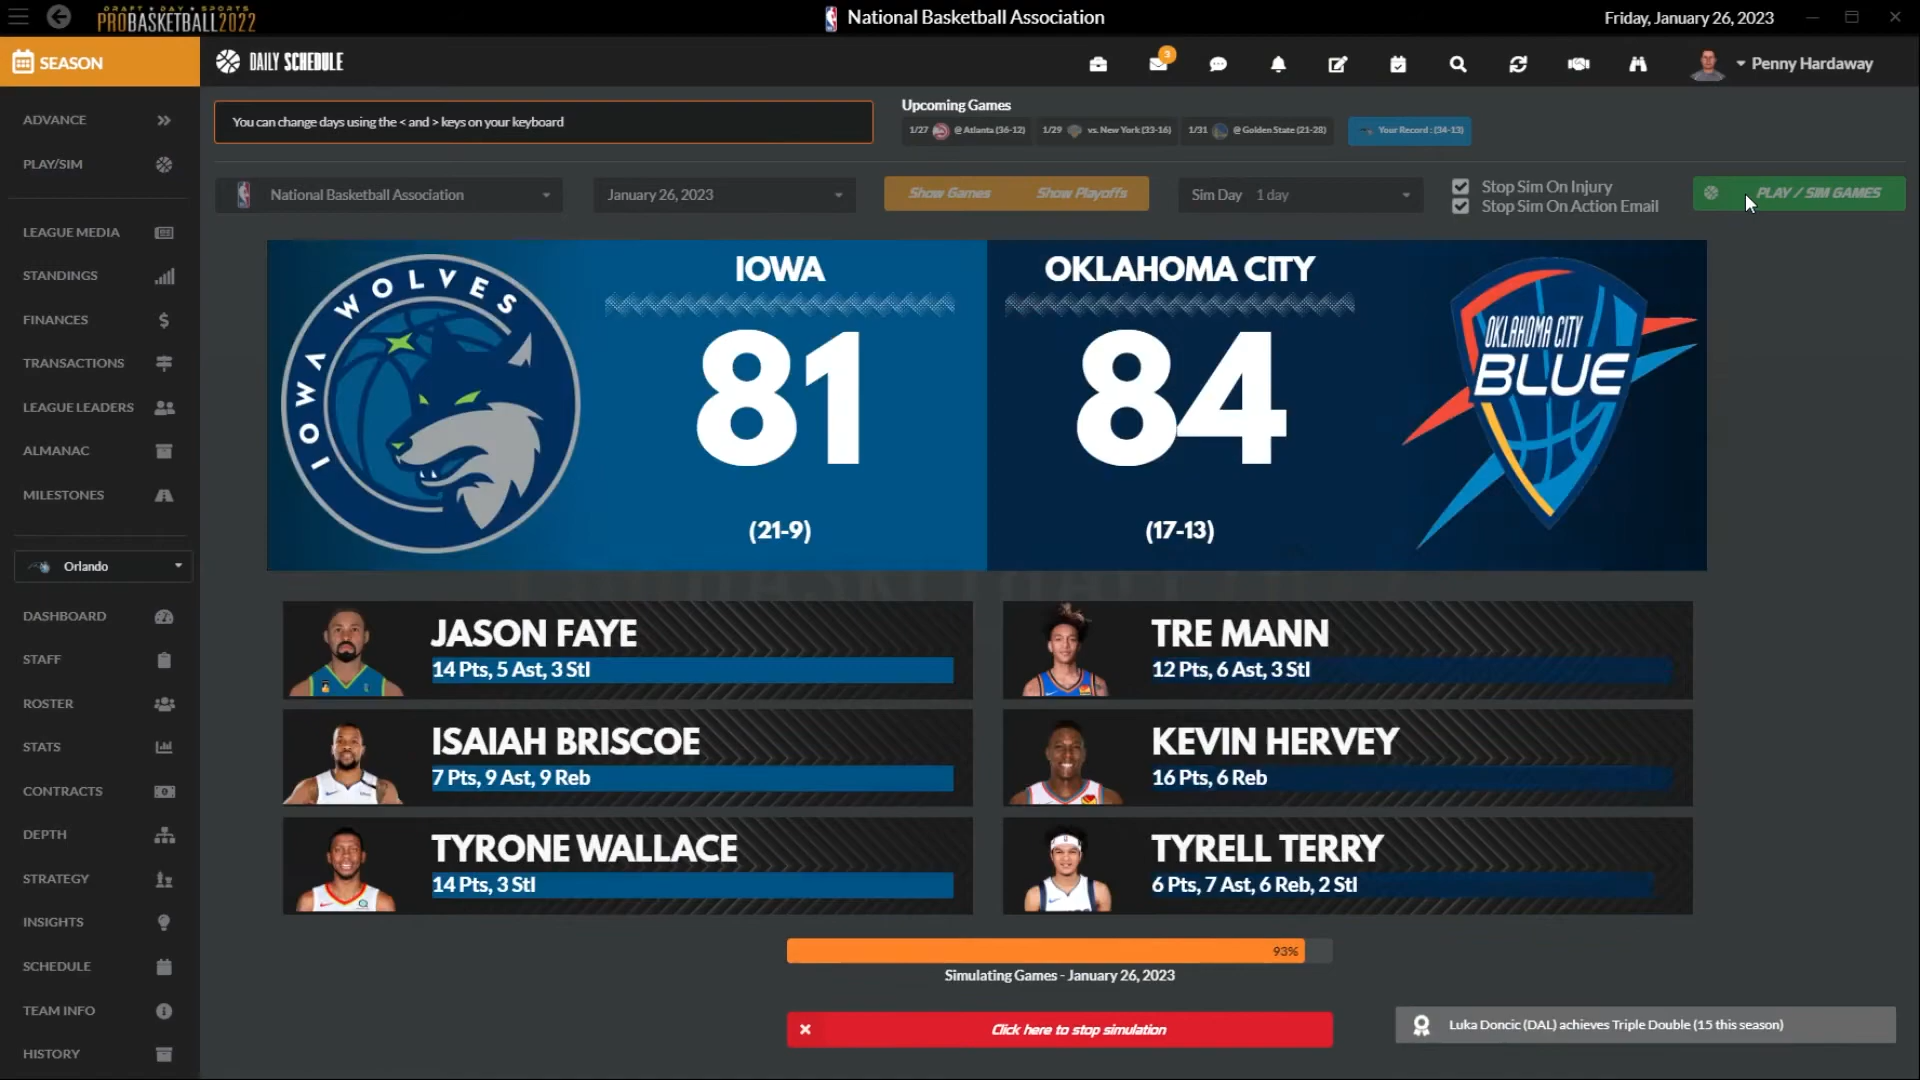 DRAFT DAY SPORTS
PROBASKETBALL2022
National Basketball Association
Friday, January 26, 2023
SEASON
DAILY SCHEDULE
3
Penny Hardaway
You can change days using the < and > keys on your keyboard
Upcoming Games
1/27 @ Atlanta (36-12)
1/29 vs. New York (33-16)
1/31 @ Golden State (21-28)
Your Record : (34-13)
National Basketball Association
January 26, 2023
Show Games
Show Playoffs
Sim Day 1 day
Stop Sim On Injury
Stop Sim On Action Email
PLAY / SIM GAMES
ADVANCE
PLAY/SIM
LEAGUE MEDIA
STANDINGS
FINANCES
TRANSACTIONS
LEAGUE LEADERS
ALMANAC
MILESTONES
Orlando
DASHBOARD
STAFF
ROSTER
STATS
CONTRACTS
DEPTH
STRATEGY
INSIGHTS
SCHEDULE
TEAM INFO
HISTORY
IOWA WOLVES
IOWA
81
(21-9)
OKLAHOMA CITY
84
(17-13)
OKLAHOMA CITY
BLUE
JASON FAYE
14 Pts, 5 Ast, 3 Stl
ISAIAH BRISCOE
7 Pts, 9 Ast, 9 Reb
TYRONE WALLACE
14 Pts, 3 Stl
TRE MANN
12 Pts, 6 Ast, 3 Stl
KEVIN HERVEY
16 Pts, 6 Reb
TYRELL TERRY
6 Pts, 7 Ast, 6 Reb, 2 Stl
93%
Simulating Games - January 26, 2023
Click here to stop simulation
Luka Doncic (DAL) achieves Triple Double (15 this season)